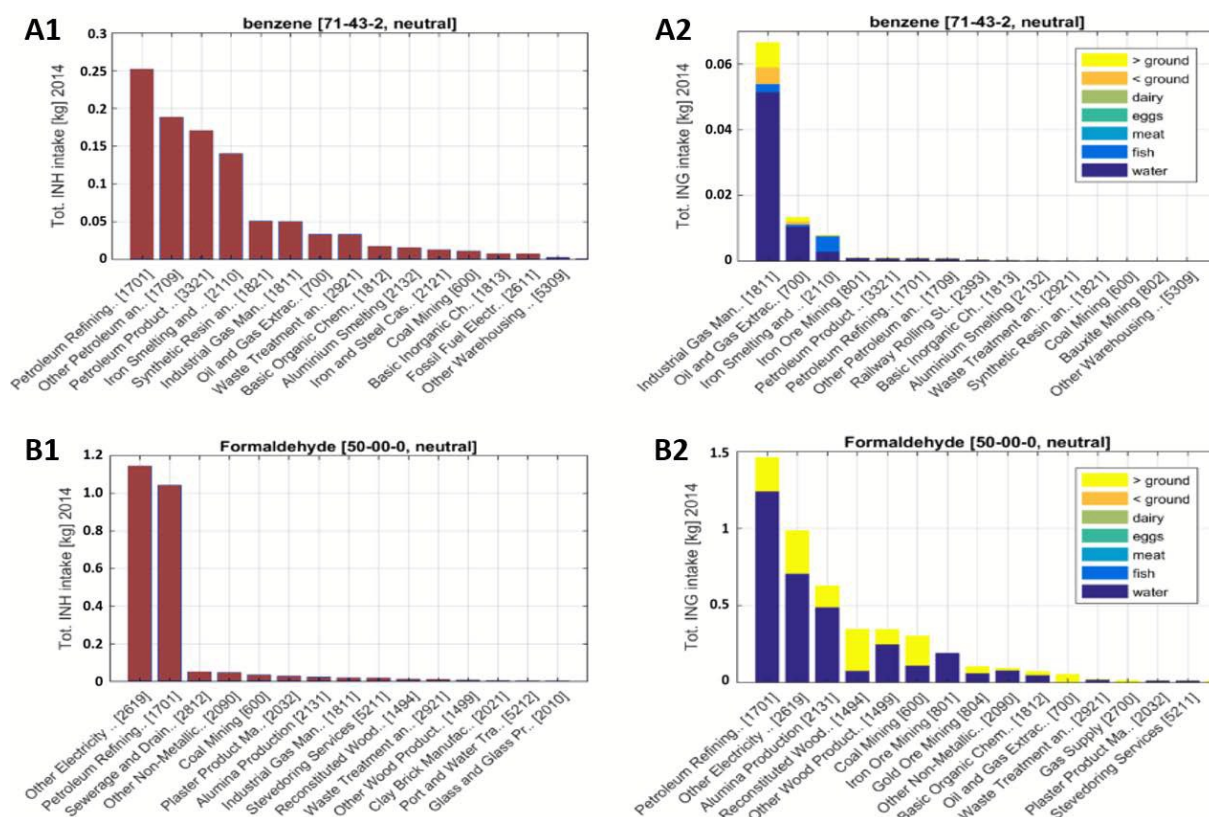 A1
benzene [71-43-2, neutral]
Tot. INH intake [kg] 2014
0.3
0.25
0.2
0.15
0.1
0.05
0
Petroleum Refining.. [1701]
Other Petroleum an.. [1709]
Petroleum Product .. [3321]
Iron Smelting and .. [2110]
Synthetic Resin an.. [1821]
Industrial Gas Man.. [1811]
Oil and Gas Extrac.. [700]
Waste Treatment an.. [2921]
Basic Organic Chem.. [1812]
Aluminium Smelting [2132]
Iron and Steel Cas.. [2121]
Coal Mining [600]
Basic Inorganic Ch.. [1813]
Fossil Fuel Electr.. [2611]
Other Warehousing .. [5309]
A2
benzene [71-43-2, neutral]
Tot. ING intake [kg] 2014
0.06
0.04
0.02
0
> ground
< ground
dairy
eggs
meat
fish
water
Industrial Gas Man.. [1811]
Oil and Gas Extrac.. [700]
Iron Smelting and .. [2110]
Iron Ore Mining [801]
Petroleum Product .. [3321]
Petroleum Refining.. [1701]
Other Petroleum an.. [1709]
Railway Rolling St.. [2393]
Basic Inorganic Ch.. [1813]
Aluminium Smelting [2132]
Waste Treatment an.. [2921]
Synthetic Resin an.. [1821]
Coal Mining [600]
Bauxite Mining [802]
Other Warehousing .. [5309]
B1
Formaldehyde [50-00-0, neutral]
Tot. INH intake [kg] 2014
1.2
1.0
0.8
0.6
0.4
0.2
0
Other Electricity .. [2619]
Petroleum Refining.. [1701]
Sewerage and Drain.. [2812]
Other Non-Metallic.. [2090]
Coal Mining [600]
Plaster Product Ma.. [2032]
Alumina Production [2131]
Industrial Gas Man.. [1811]
Stevedoring Services [5211]
Reconstituted Wood.. [1494]
Waste Treatment an.. [2921]
Other Wood Product.. [1499]
Clay Brick Manufac.. [2021]
Port and Water Tra.. [5212]
Glass and Glass Pr.. [2010]
B2
Formaldehyde [50-00-0, neutral]
Tot. ING intake [kg] 2014
1.5
1
0.5
0
> ground
< ground
dairy
eggs
meat
fish
water
Petroleum Refining.. [1701]
Other Electricity .. [2619]
Alumina Production [2131]
Reconstituted Wood.. [1494]
Other Wood Product.. [1499]
Coal Mining [600]
Iron Ore Mining [801]
Gold Ore Mining [804]
Other Non-Metallic.. [2090]
Basic Organic Chem.. [1812]
Oil and Gas Extrac.. [700]
Waste Treatment an.. [2921]
Gas Supply [2700]
Plaster Product Ma.. [2032]
Stevedoring Services [5211]